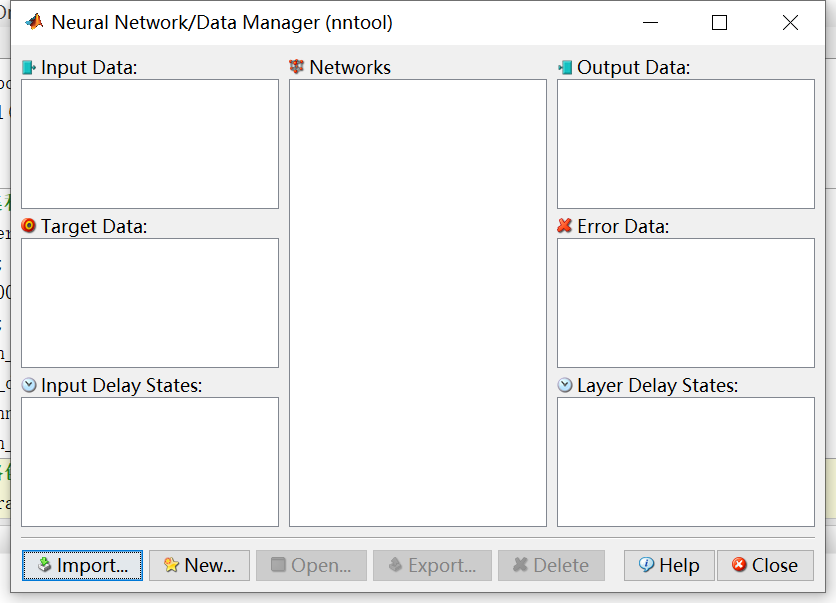 Neural Network/Data Manager (nntool)
Input Data:
Networks
Output Data:
Target Data:
Error Data:
Input Delay States:
Layer Delay States:
Import...
New...
Open...
Export...
Delete
Help
Close